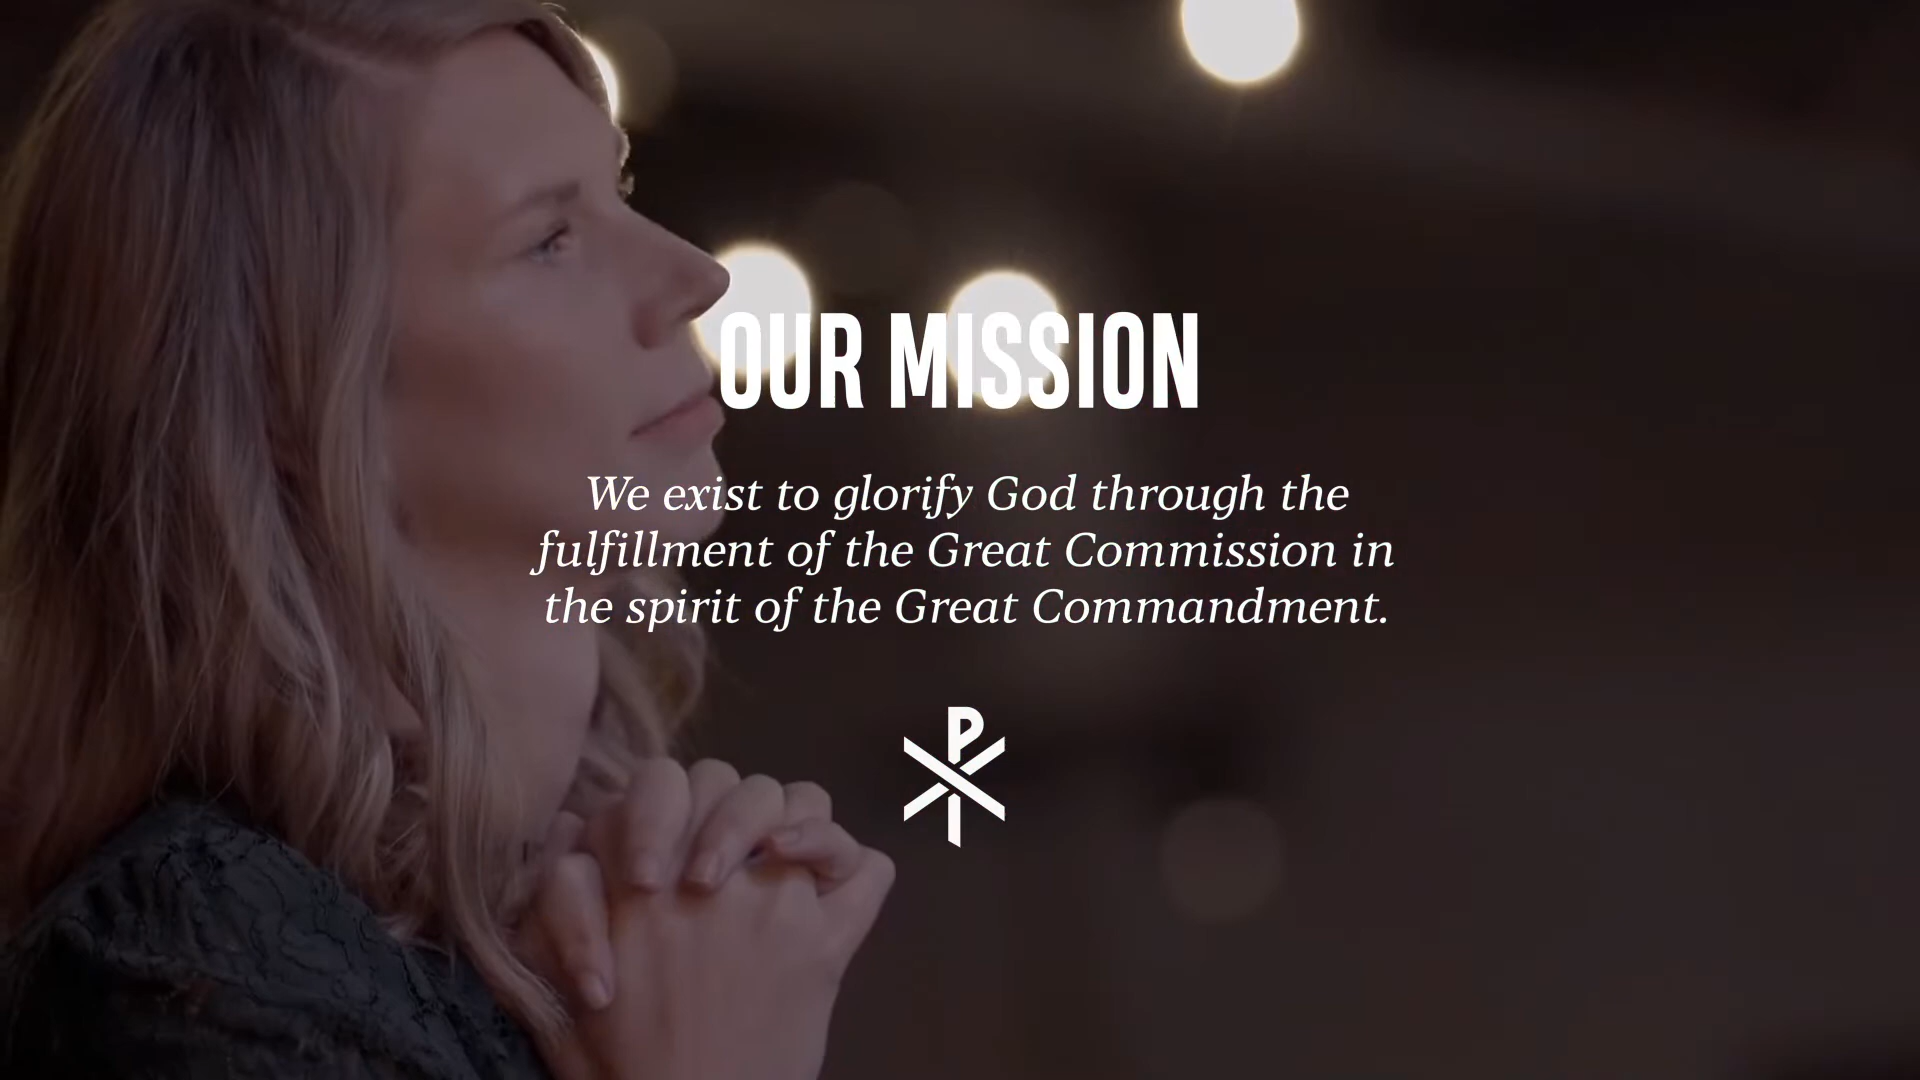 OUR MISSION
We exist to glorify God through the
fulfillment of the Great Commission in
the spirit of the Great Commandment.